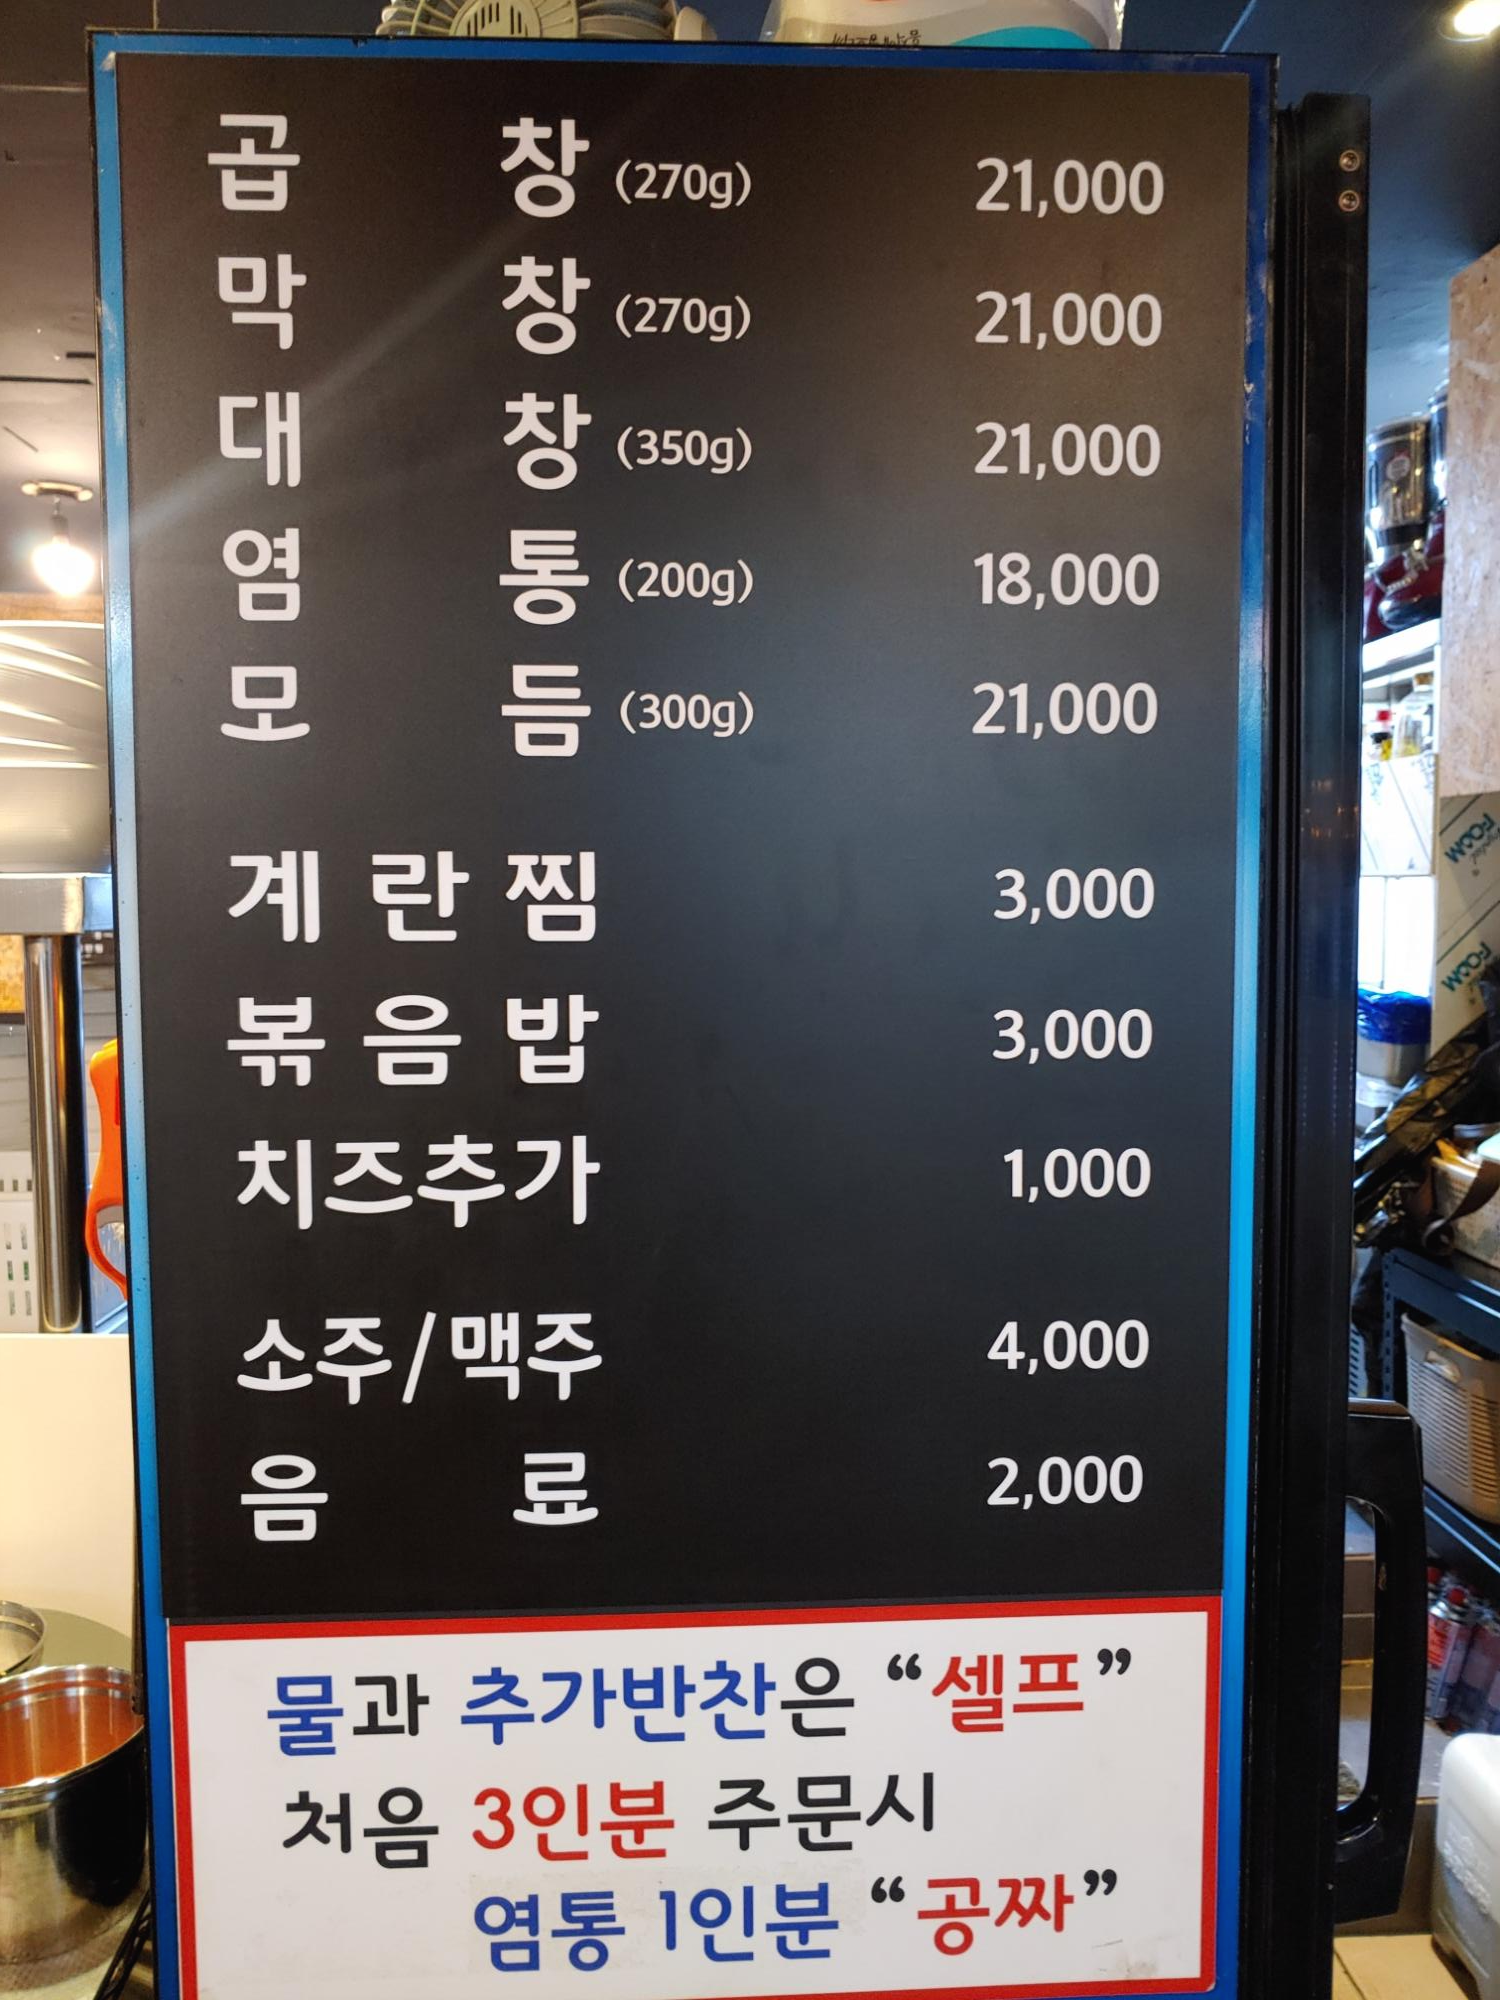 곱 창 (270g) 21,000
막 창 (270g) 21,000
대 창 (350g) 21,000
염 통 (200g) 18,000
모 듬 (300g) 21,000
계 란 찜 3,000
볶 음 밥 3,000
치즈추가 1,000
소주/맥주 4,000
음 료 2,000
물과 추가반찬은 “셀프”
처음 3인분 주문시
염통 1인분 “공짜”
FOOM
FOOM